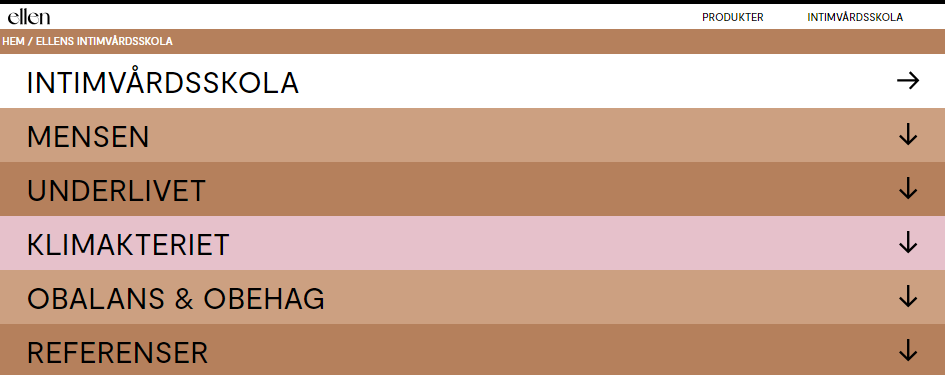 ellen
PRODUKTER
INTIMVÅRDSSKOLA
HEM / ELLENS INTIMVÅRDSSKOLA
INTIMVÅRDSSKOLA
MENSEN
UNDERLIVET
KLIMAKTERIET
OBALANS & OBEHAG
REFERENSER